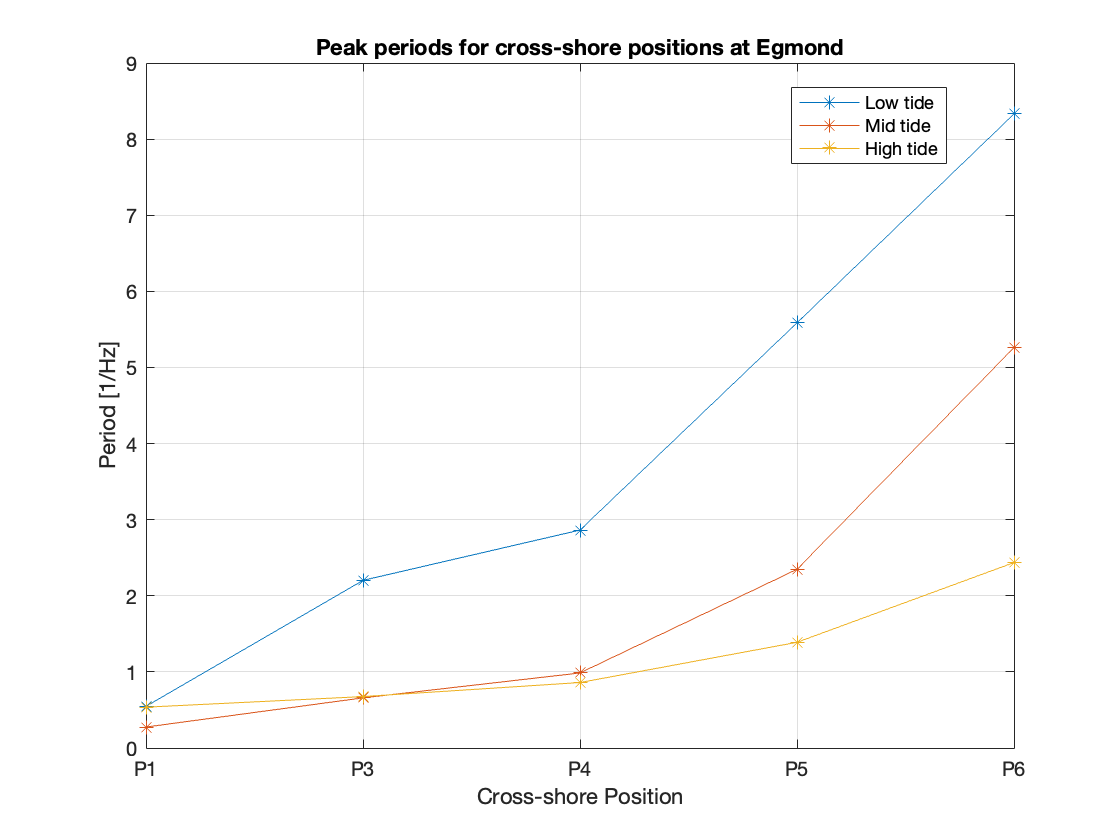 Peak periods for cross-shore positions at Egmond
Low tide
Mid tide
High tide
9
8
7
6
5
4
3
2
1
0
Period [1/Hz]
P1 P3 P4 P5 P6
Cross-shore Position